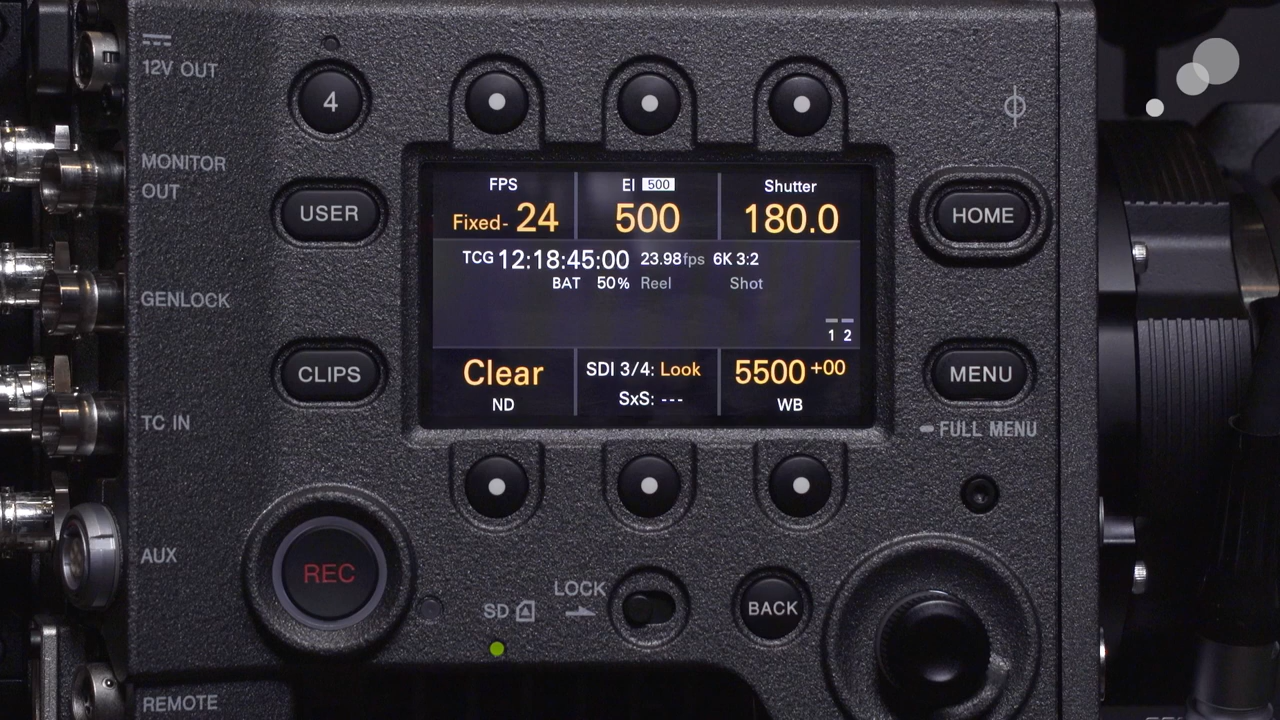 12V OUT
4
MONITOR
OUT
USER
HOME
FPS
EI 500
Shutter
Fixed- 24
500
180.0
TCG 12:18:45:00 23.98fps 6K 3:2
BAT 50% Reel Shot
1 2
GENLOCK
CLIPS
MENU
FULL MENU
Clear
ND
SDI 3/4: Look
SxS: ---
5500 +00
WB
TC IN
AUX
REC
SD
LOCK
BACK
REMOTE